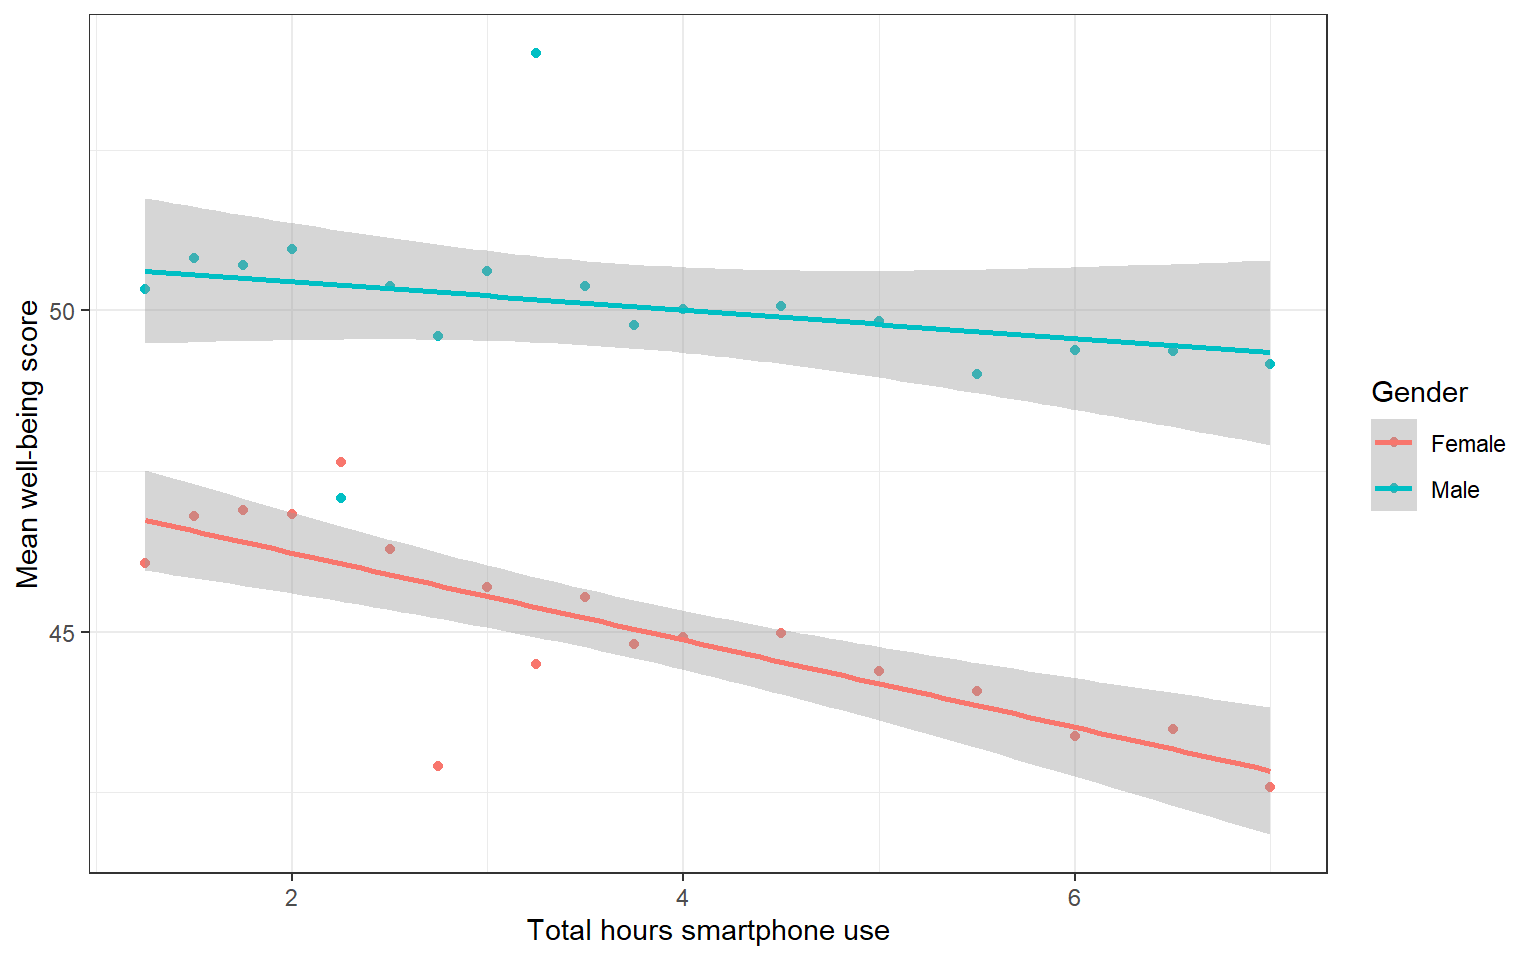 Mean well-being score
50
45
2
4
6
Total hours smartphone use
Gender
Female
Male